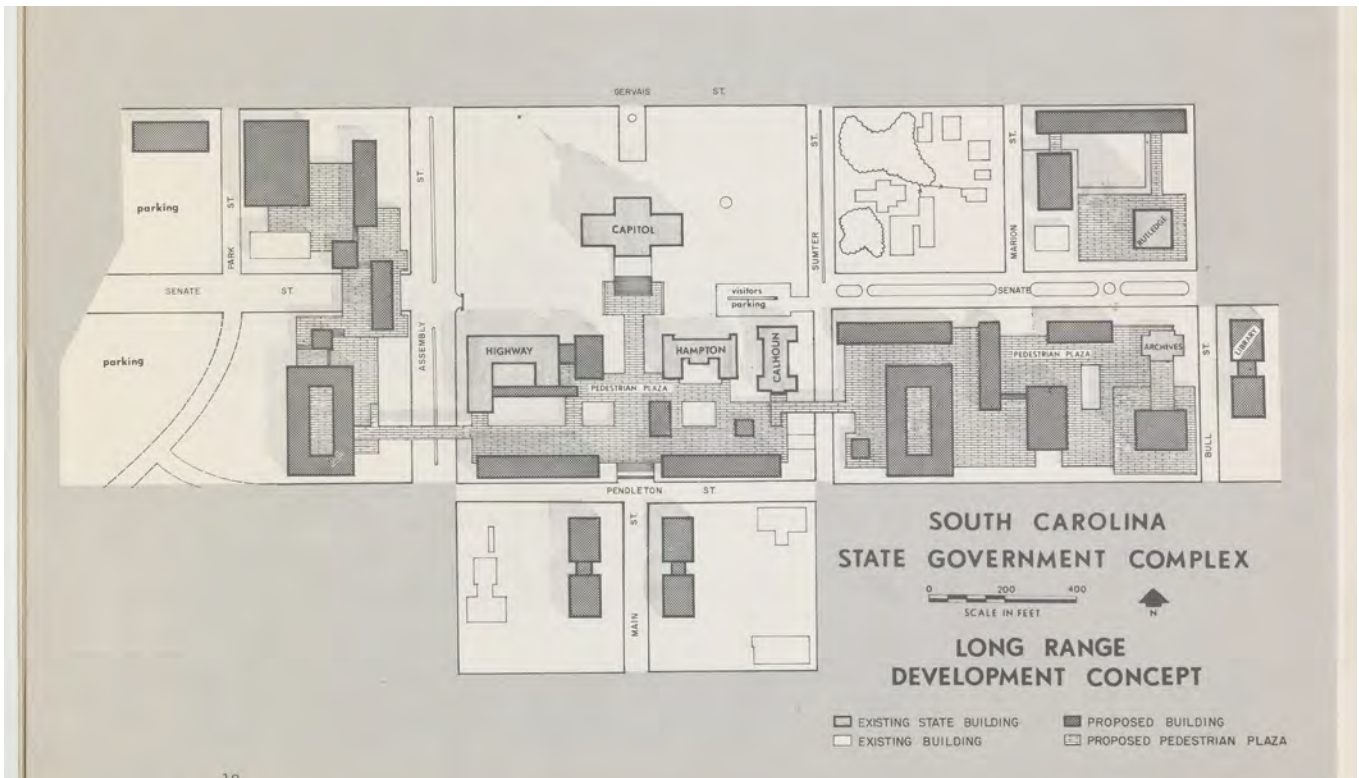 GERVAIS ST.
parking
PARK ST.
ASSEMBLY ST.
CAPITOL
SUMTER ST.
MARION ST.
RUTLEDGE
SENATE ST.
visitors
parking
SENATE
parking
HIGHWAY
HAMPTON
CALHOUN
PEDESTRIAN PLAZA
PEDESTRIAN PLAZA
ARCHIVES
LIBRARY
BULL ST.
PENDLETON ST.
MAIN ST.
SOUTH CAROLINA
STATE GOVERNMENT COMPLEX
0 200 400
SCALE IN FEET
N
LONG RANGE
DEVELOPMENT CONCEPT
EXISTING STATE BUILDING
PROPOSED BUILDING
EXISTING BUILDING
PROPOSED PEDESTRIAN PLAZA